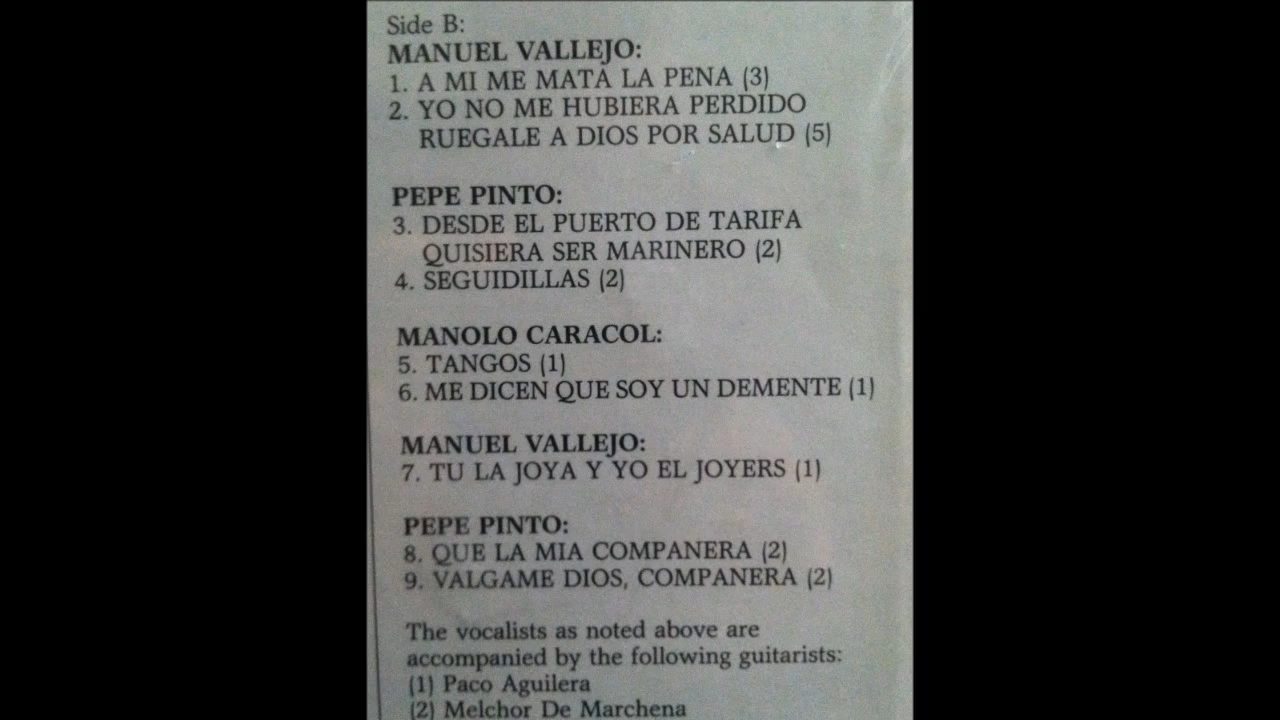 Side B:
MANUEL VALLEJO:
1. A MI ME MATA LA PENA (3)
2. YO NO ME HUBIERA PERDIDO
RUEGALE A DIOS POR SALUD (5)
PEPE PINTO:
3. DESDE EL PUERTO DE TARIFA
QUISIERA SER MARINERO (2)
4. SEGUIDILLAS (2)
MANOLO CARACOL:
5. TANGOS (1)
6. ME DICEN QUE SOY UN DEMENTE (1)
MANUEL VALLEJO:
7. TU LA JOYA Y YO EL JOYERS (1)
PEPE PINTO:
8. QUE LA MIA COMPANERA (2)
9. VALGAME DIOS, COMPANERA (2)
The vocalists as noted above are
accompanied by the following guitarists:
(1) Paco Aguilera
(2) Melchor De Marchena